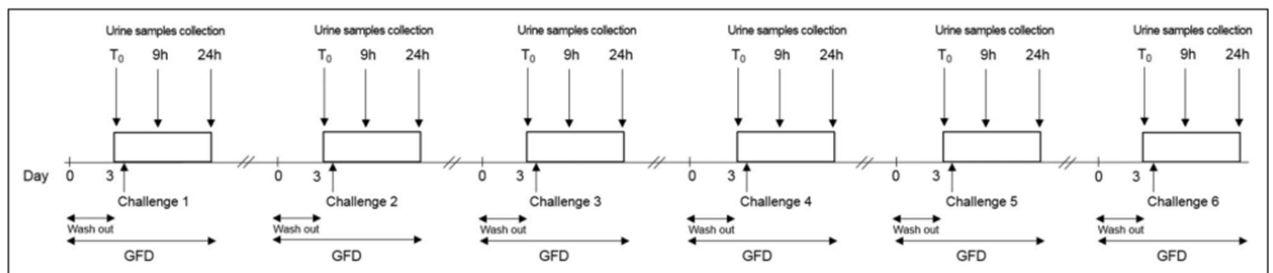 Urine samples collection Urine samples collection Urine samples collection Urine samples collection Urine samples collection Urine samples collection
T₀ 9h 24h T₀ 9h 24h T₀ 9h 24h T₀ 9h 24h T₀ 9h 24h T₀ 9h 24h
Day 0 3 0 3 0 3 0 3 0 3 0 3
Challenge 1 Challenge 2 Challenge 3 Challenge 4 Challenge 5 Challenge 6
Wash out Wash out Wash out Wash out Wash out Wash out
GFD GFD GFD GFD GFD GFD